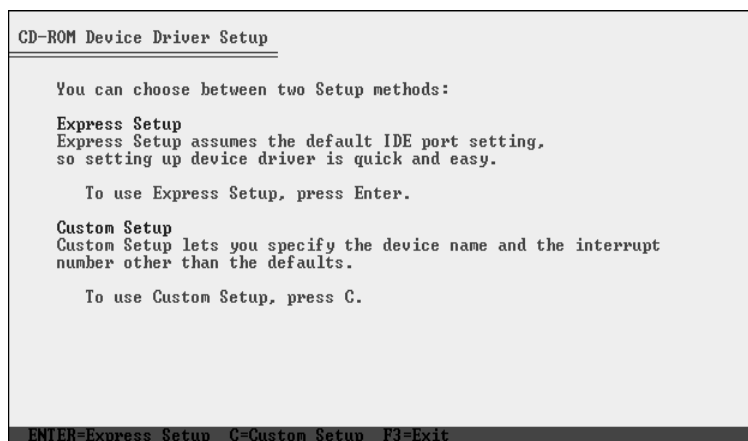 CD-ROM Device Driver Setup
You can choose between two Setup methods:
Express Setup
Express Setup assumes the default IDE port setting,
so setting up device driver is quick and easy.
To use Express Setup, press Enter.
Custom Setup
Custom Setup lets you specify the device name and the interrupt
number other than the defaults.
To use Custom Setup, press C.
ENTER=Express Setup C=Custom Setup F3=Exit